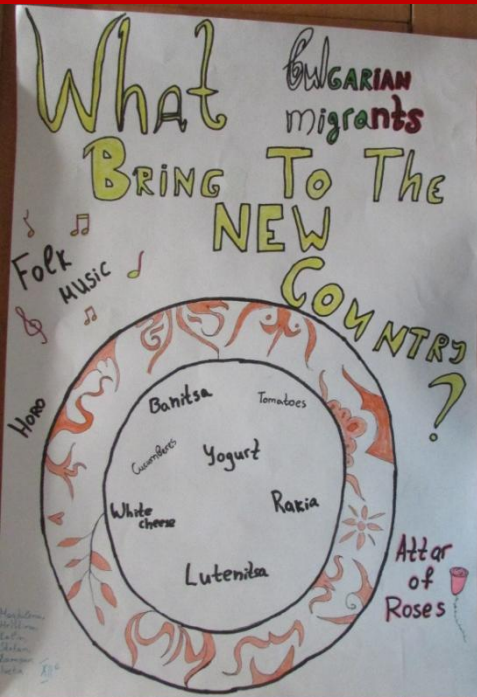 What Bulgarian
migrants
Bring To The
NEW
Country
?
Folk
music
Horo
Banitsa
Tomatoes
Cucumbers
Yogurt
White
cheese
Rakia
Lutenitsa
Attar
of
Roses